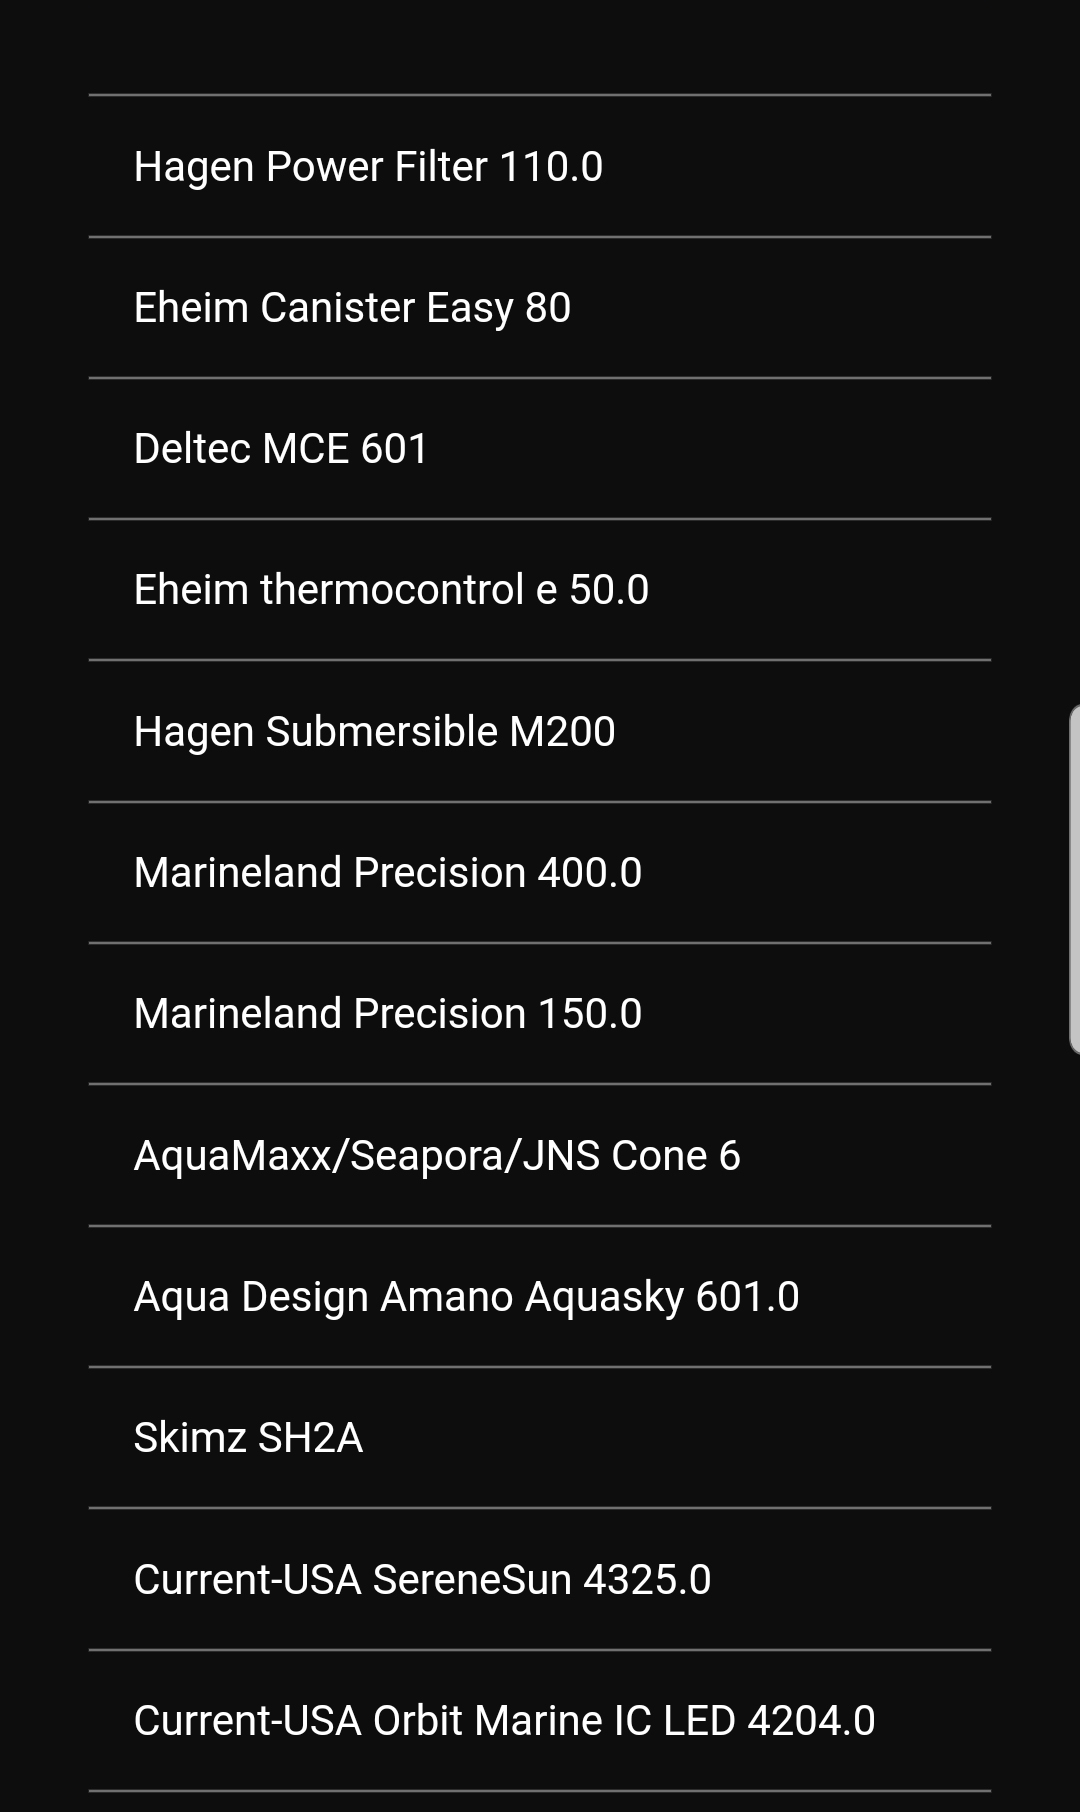 Hagen Power Filter 110.0
Eheim Canister Easy 80
Deltec MCE 601
Eheim thermocontrol e 50.0
Hagen Submersible M200
Marineland Precision 400.0
Marineland Precision 150.0
AquaMaxx/Seapora/JNS Cone 6
Aqua Design Amano Aquasky 601.0
Skimz SH2A
Current-USA SereneSun 4325.0
Current-USA Orbit Marine IC LED 4204.0